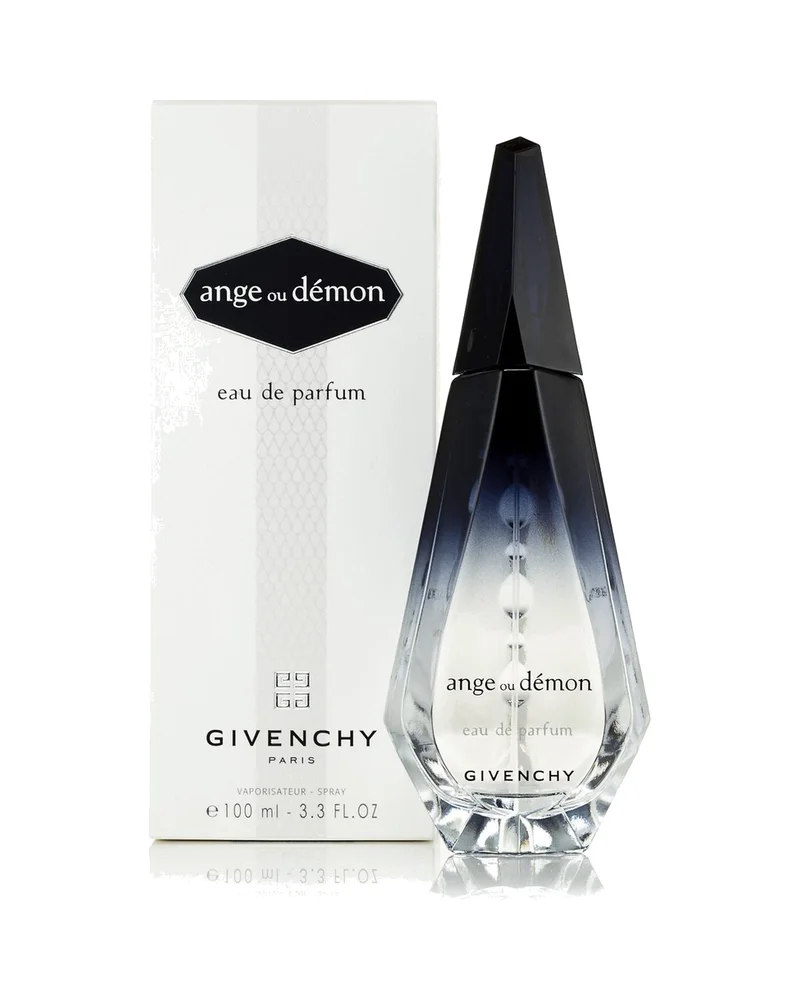 ange ou démon
eau de parfum
GIVENCHY
PARIS
VAPORISATEUR - SPRAY
e 100 ml - 3.3 FL.OZ
ange ou démon
eau de parfum
GIVENCHY